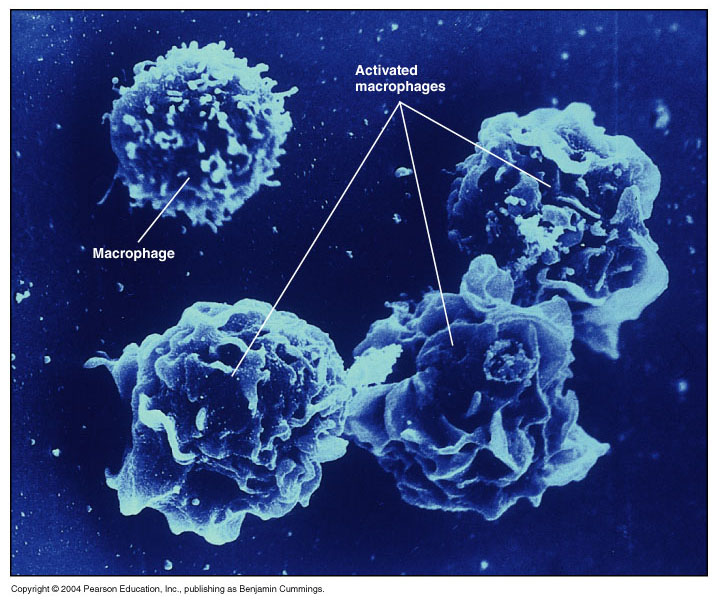 Activated
macrophages
Macrophage
Copyright © 2004 Pearson Education, Inc., publishing as Benjamin Cummings.